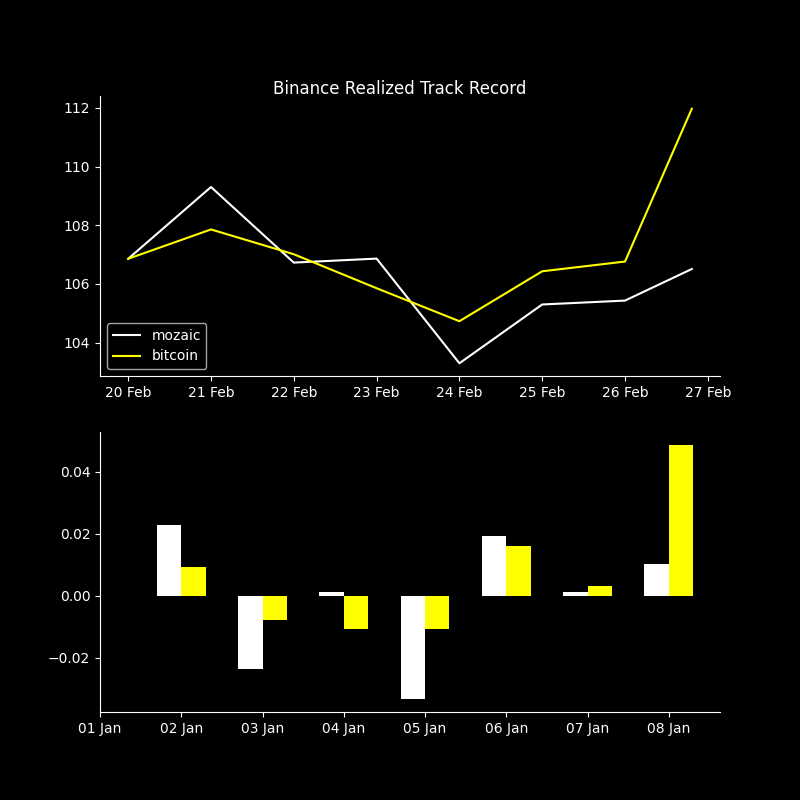 Binance Realized Track Record
112
110
108
106
104
mozaic
bitcoin
20 Feb 21 Feb 22 Feb 23 Feb 24 Feb 25 Feb 26 Feb 27 Feb
0.04
0.02
0.00
−0.02
01 Jan 02 Jan 03 Jan 04 Jan 05 Jan 06 Jan 07 Jan 08 Jan